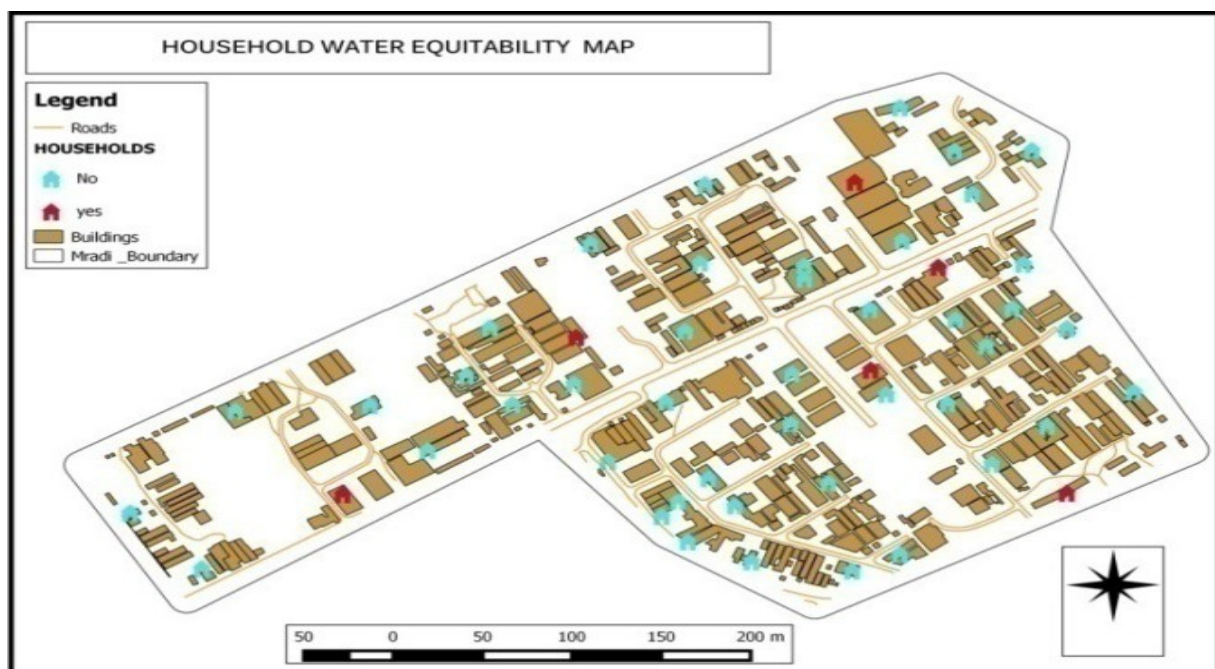 HOUSEHOLD WATER EQUITABILITY MAP
Legend
Roads
HOUSEHOLDS
No
yes
Buildings
Mradi _Boundary
50 0 50 100 150 200 m